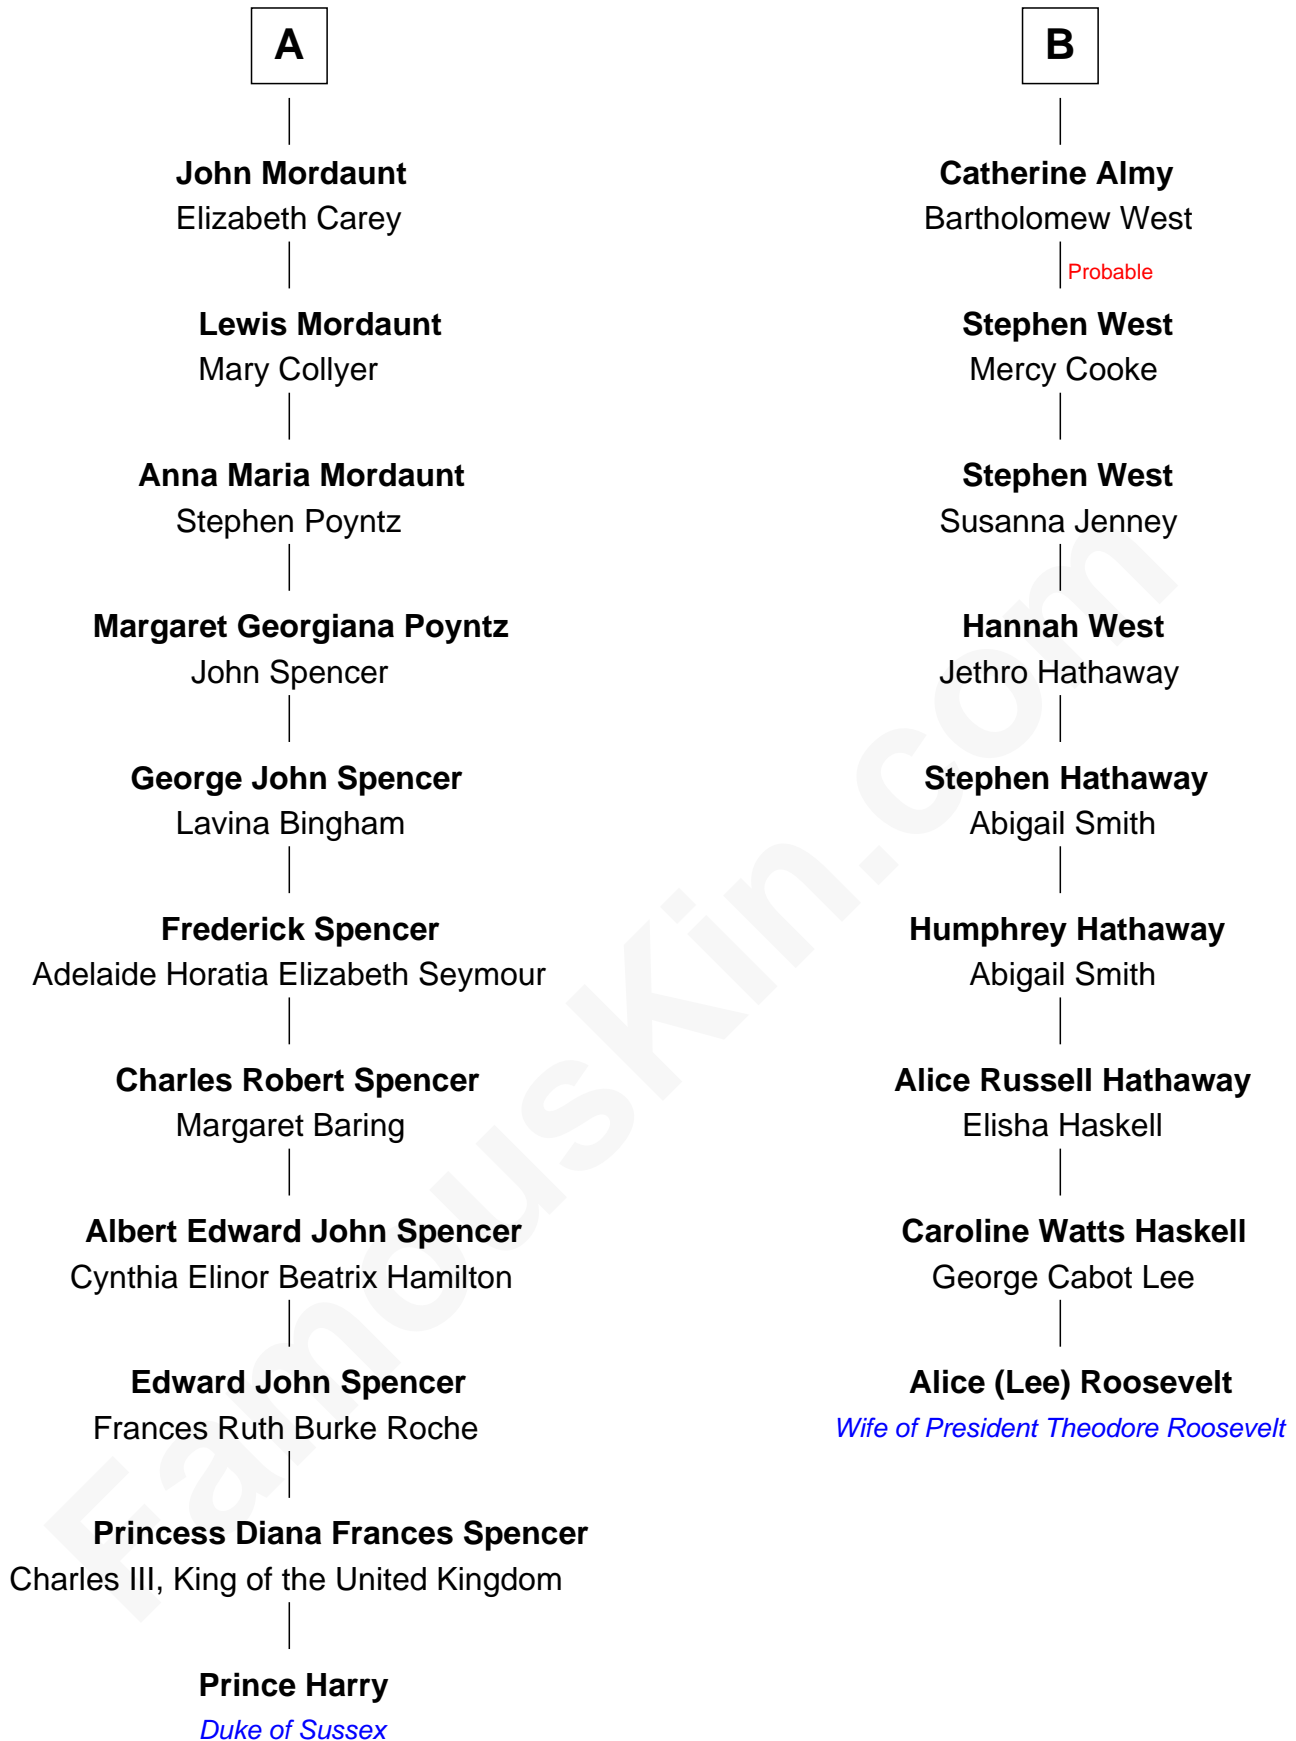 A
John Mordaunt
Elizabeth Carey
Lewis Mordaunt
Mary Collyer
Anna Maria Mordaunt
Stephen Poyntz
Margaret Georgiana Poyntz
John Spencer
George John Spencer
Lavina Bingham
Frederick Spencer
Adelaide Horatia Elizabeth Seymour
Charles Robert Spencer
Margaret Baring
Albert Edward John Spencer
Cynthia Elinor Beatrix Hamilton
Edward John Spencer
Frances Ruth Burke Roche
Princess Diana Frances Spencer
Charles III, King of the United Kingdom
Prince Harry
Duke of Sussex
B
Catherine Almy
Bartholomew West
Probable
Stephen West
Mercy Cooke
Stephen West
Susanna Jenney
Hannah West
Jethro Hathaway
Stephen Hathaway
Abigail Smith
Humphrey Hathaway
Abigail Smith
Alice Russell Hathaway
Elisha Haskell
Caroline Watts Haskell
George Cabot Lee
Alice (Lee) Roosevelt
Wife of President Theodore Roosevelt
FamousKin.com